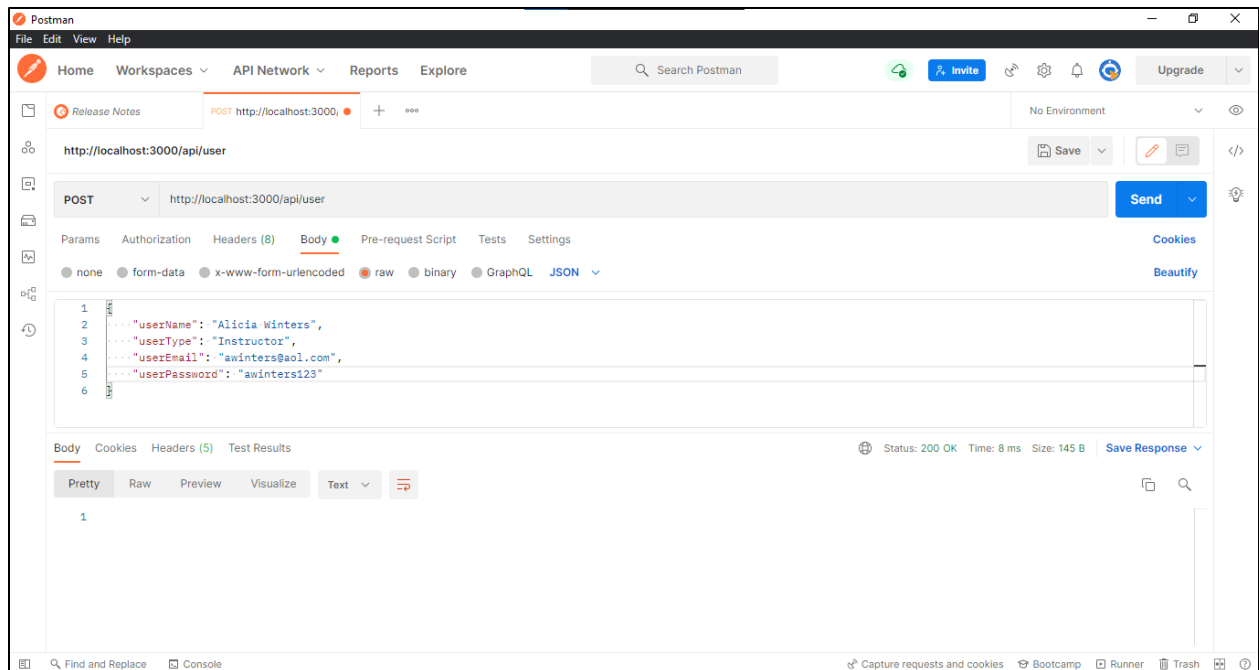 Postman
File Edit View Help
Home Workspaces API Network Reports Explore Search Postman Invite Upgrade
Release Notes POST http://localhost:3000/ No Environment
http://localhost:3000/api/user Save
POST http://localhost:3000/api/user Send
Params Authorization Headers (8) Body Pre-request Script Tests Settings Cookies
none form-data x-www-form-urlencoded raw binary GraphQL JSON Beautify
1 {
2 "userName": "Alicia Winters",
3 "userType": "Instructor",
4 "userEmail": "awinters@aol.com",
5 "userPassword": "awinters123"
6 }
Body Cookies Headers (5) Test Results Status: 200 OK Time: 8 ms Size: 145 B Save Response
Pretty Raw Preview Visualize Text
1
Find and Replace Console Capture requests and cookies Bootcamp Runner Trash